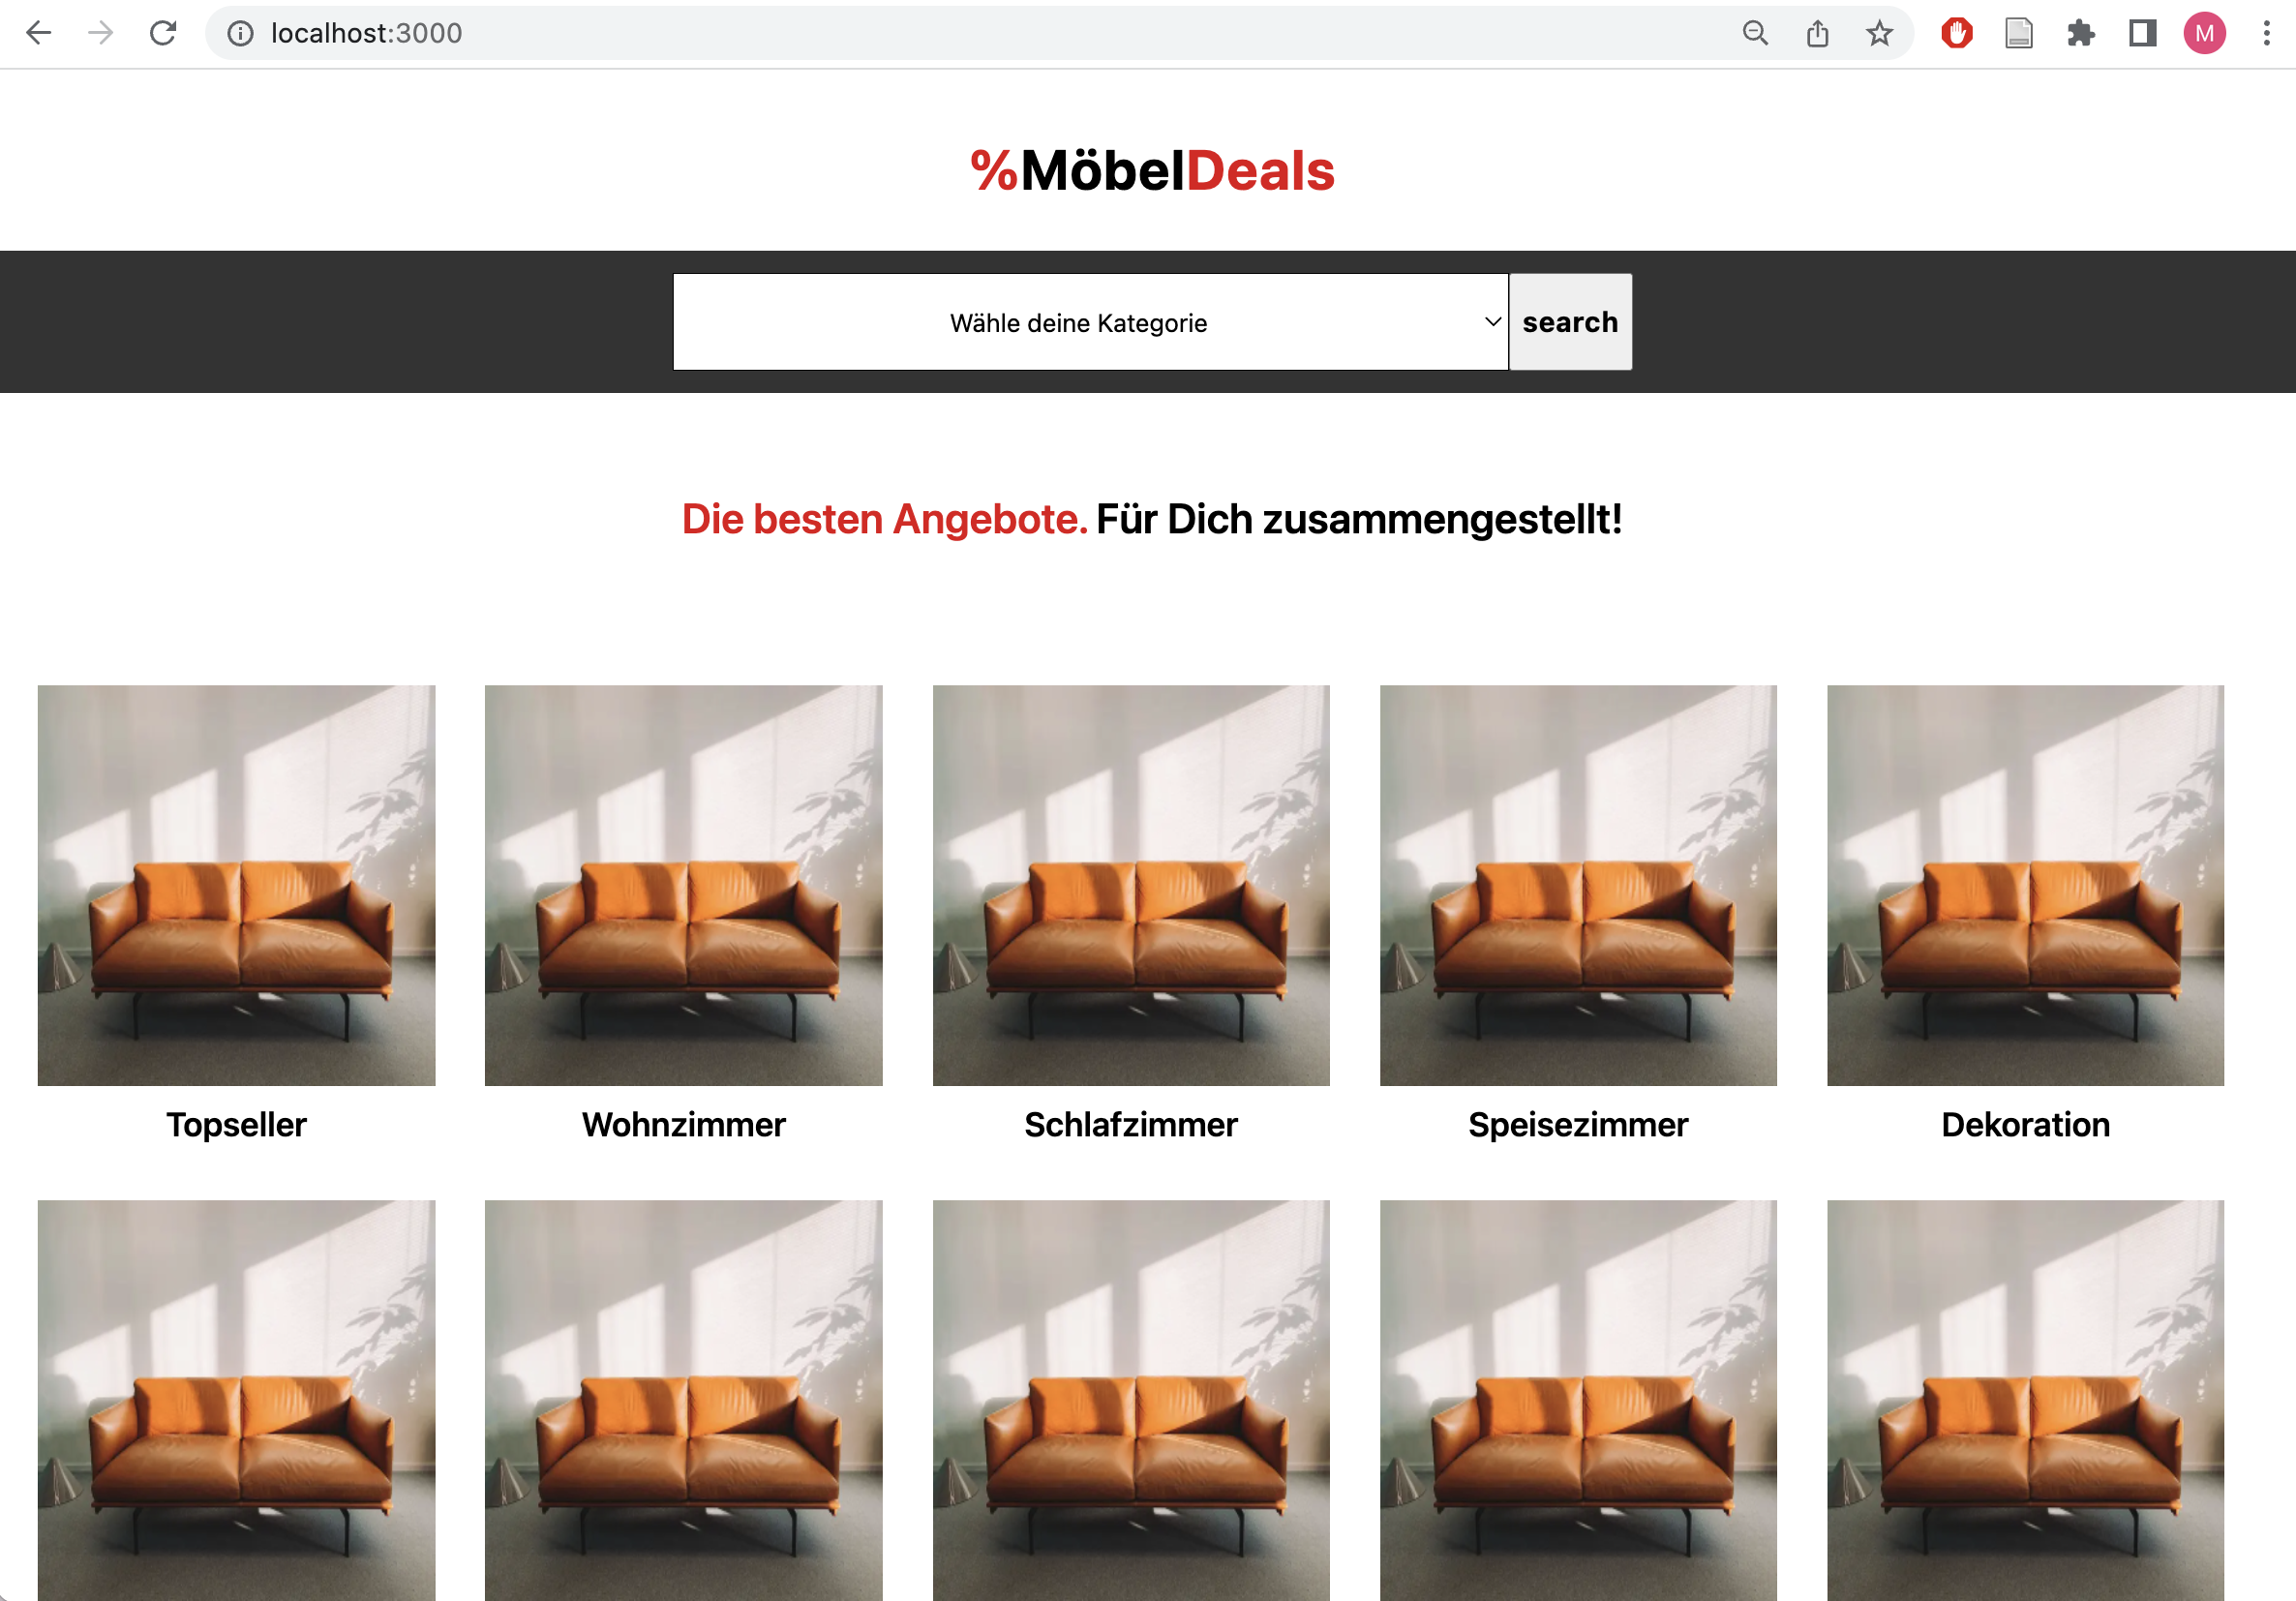 localhost:3000
M
%MöbelDeals
Wähle deine Kategorie
search
Die besten Angebote. Für Dich zusammengestellt!
Topseller
Wohnzimmer
Schlafzimmer
Speisezimmer
Dekoration